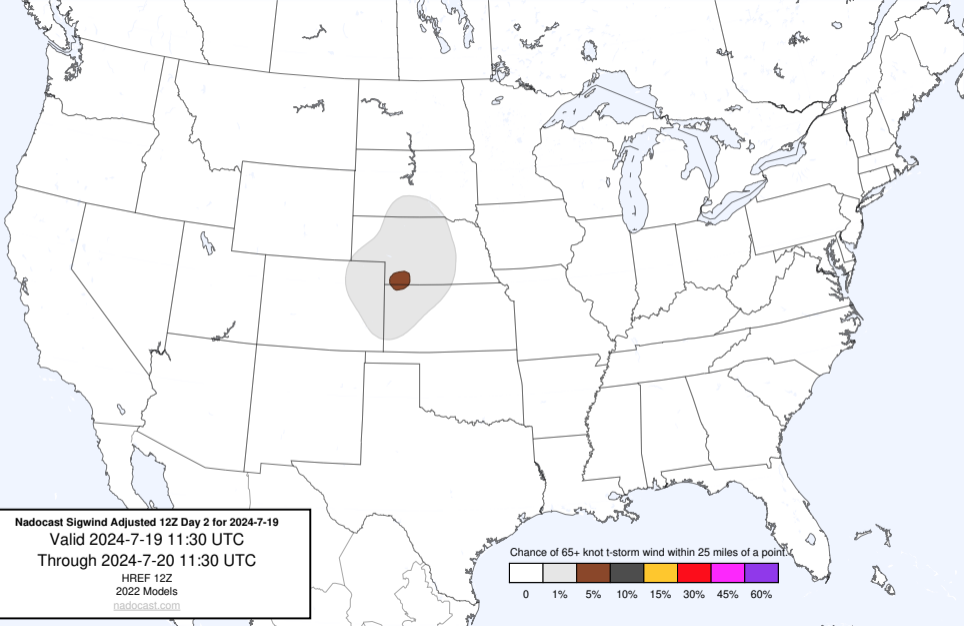 Nadocast Sigwind Adjusted 12Z Day 2 for 2024-7-19
Valid 2024-7-19 11:30 UTC
Through 2024-7-20 11:30 UTC
HREF 12Z
2022 Models
nadocast.com
Chance of 65+ knot t-storm wind within 25 miles of a point.
0 1% 5% 10% 15% 30% 45% 60%